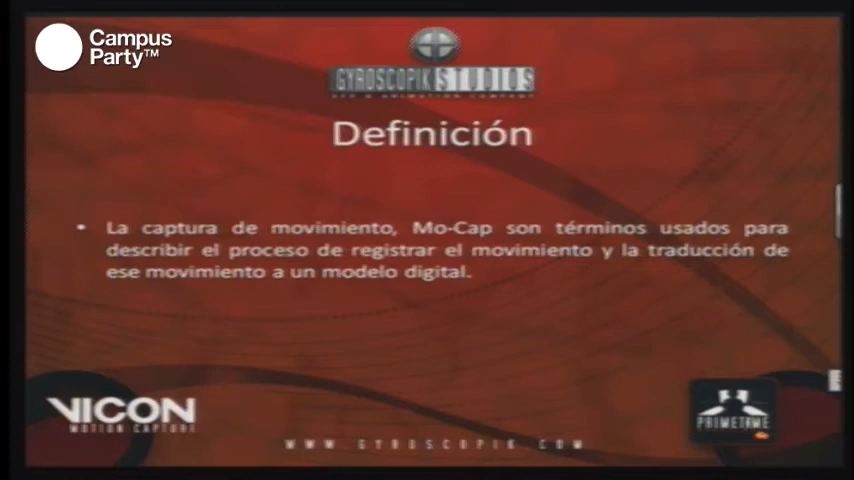 Campus
Party™
GYROSCOPIK STUDIOS
Definición
• La captura de movimiento, Mo-Cap son términos usados para
describir el proceso de registrar el movimiento y la traducción de
ese movimiento a un modelo digital.
VICON
MOTION CAPTURE
PRIMETIME
WWW.GYROSCOPIK.COM